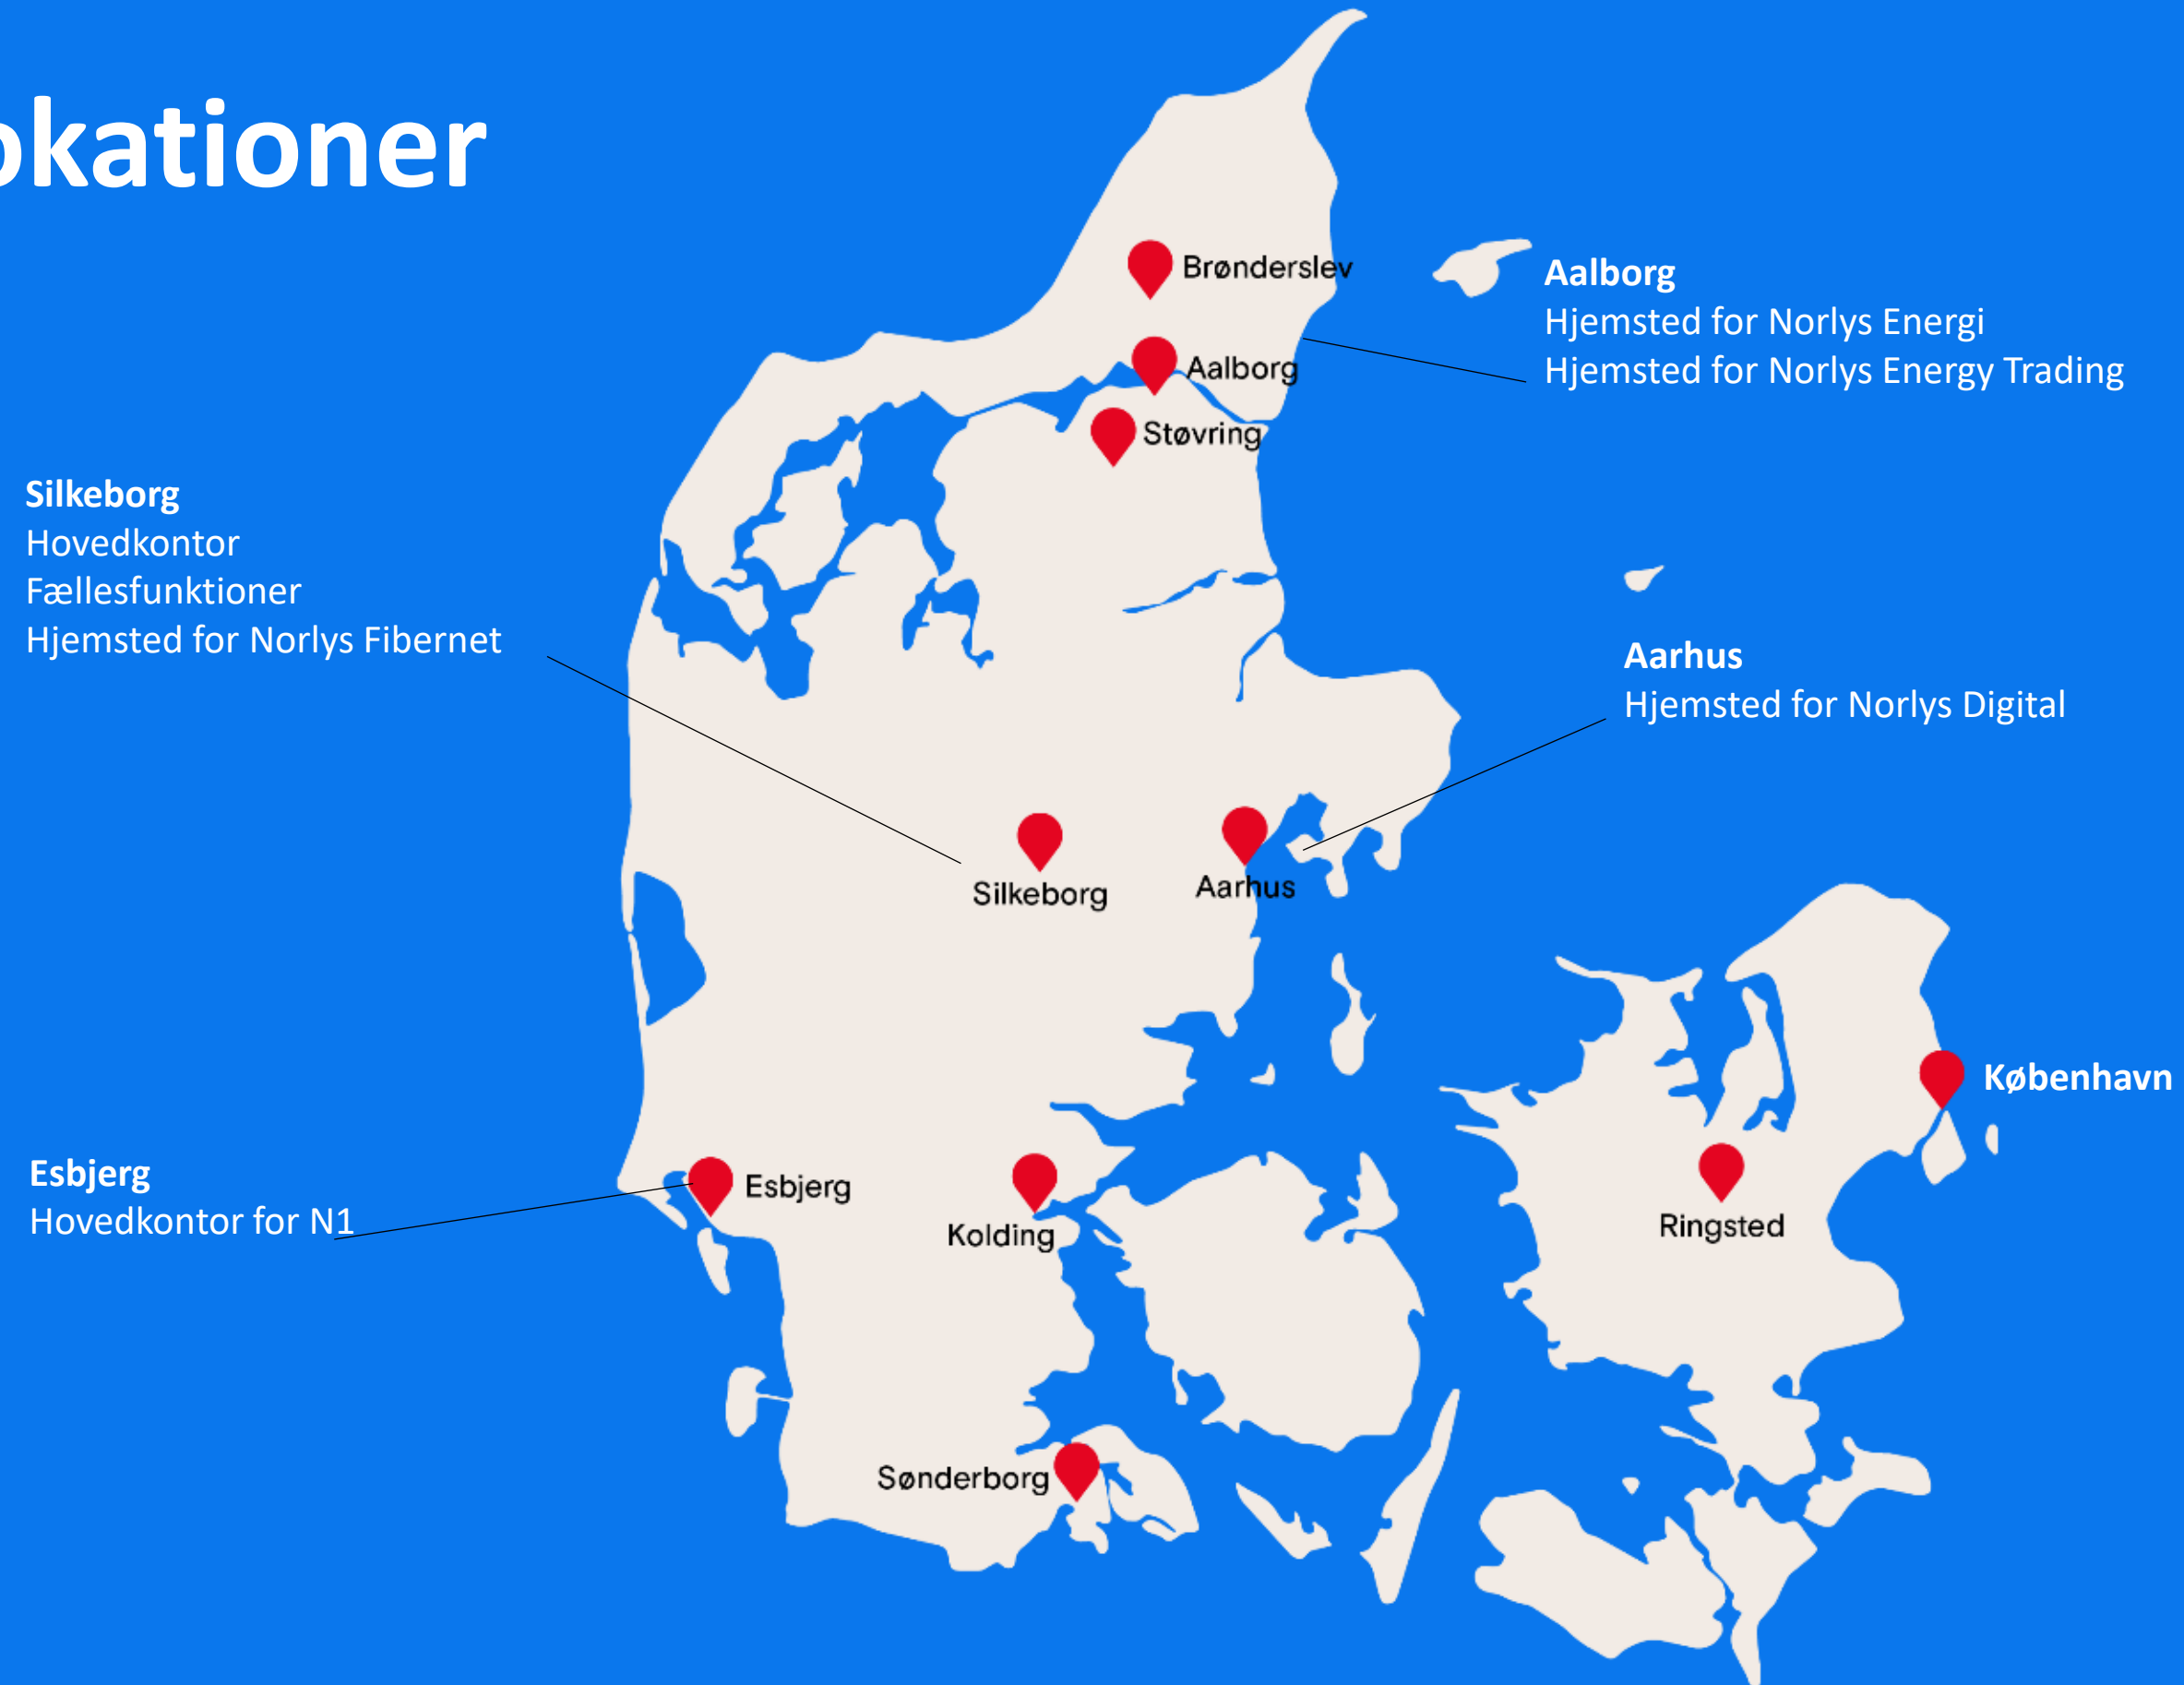 okationer
Brønderslev
Aalborg
Hjemsted for Norlys Energi
Hjemsted for Norlys Energy Trading
Aalborg
Støvring
Silkeborg
Hovedkontor
Fællesfunktioner
Hjemsted for Norlys Fibernet
Aarhus
Hjemsted for Norlys Digital
Silkeborg
Aarhus
København
Esbjerg
Hovedkontor for N1
Esbjerg
Kolding
Ringsted
Sønderborg